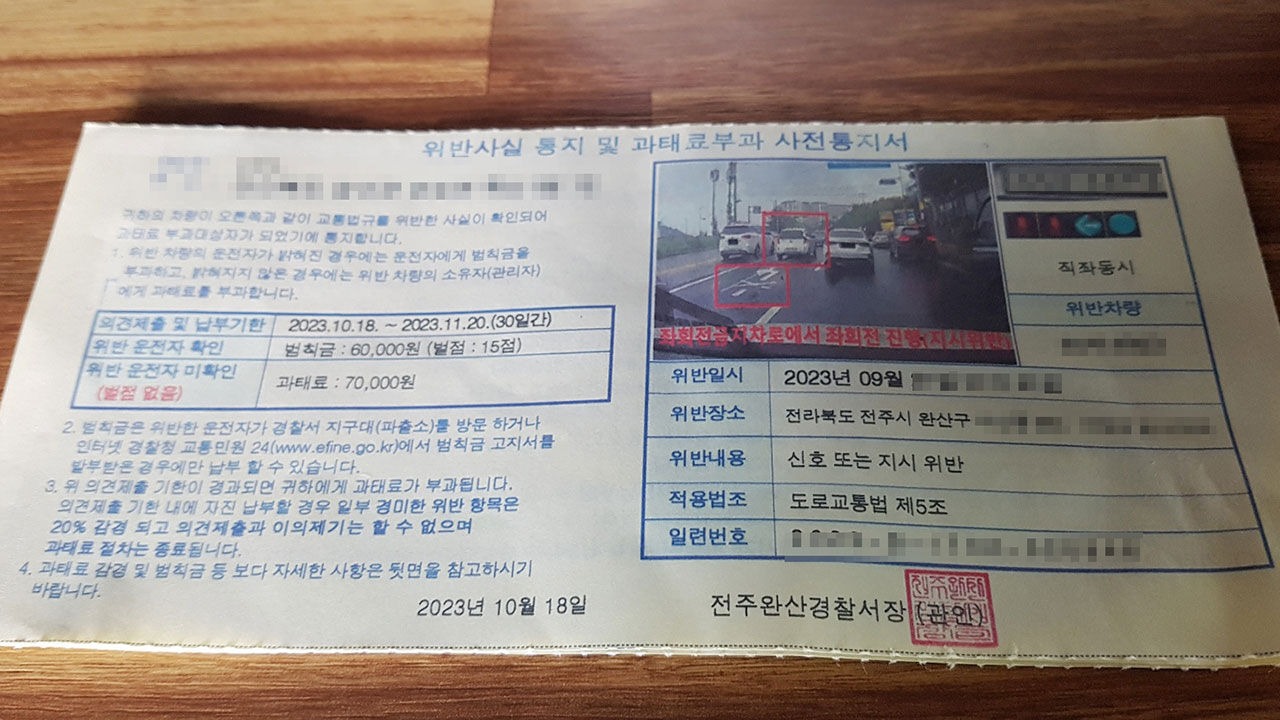 위반사실 통지 및 과태료부과 사전통지서
귀하의 차량이 오른쪽과 같이 교통법규를 위반한 사실이 확인되어
과태료 부과대상자가 되었기에 통지합니다.
1. 위반 차량의 운전자가 밝혀진 경우에는 운전자에게 범칙금을
부과하고, 밝혀지지 않은 경우에는 위반 차량의 소유자(관리자)
에게 과태료를 부과합니다.
의견제출 및 납부기한 2023.10.18. ~ 2023.11.20.(30일간)
위반 운전자 확인 범칙금 : 60,000원 (벌점 : 15점)
위반 운전자 미확인 과태료 : 70,000원
(벌점 없음)
2. 범칙금은 위반한 운전자가 경찰서 지구대(파출소)를 방문 하거나
인터넷 경찰청 교통민원 24(www.efine.go.kr)에서 범칙금 고지서를
발부받은 경우에만 납부 할 수 있습니다.
3. 위 의견제출 기한이 경과되면 귀하에게 과태료가 부과됩니다.
의견제출 기한 내에 자진 납부할 경우 일부 경미한 위반 항목은
20% 감경 되고 의견제출과 이의제기는 할 수 없으며
과태료 절차는 종료됩니다.
4. 과태료 감경 및 범칙금 등 보다 자세한 사항은 뒷면을 참고하시기
바랍니다.
2023년 10월 18일
좌회전금지차로에서 좌회전 진행(지시위반)
직좌동시
위반차량
위반일시 2023년 09월
위반장소 전라북도 전주시 완산구
위반내용 신호 또는 지시 위반
적용법조 도로교통법 제5조
일련번호
전주완산경찰서장 (관인)